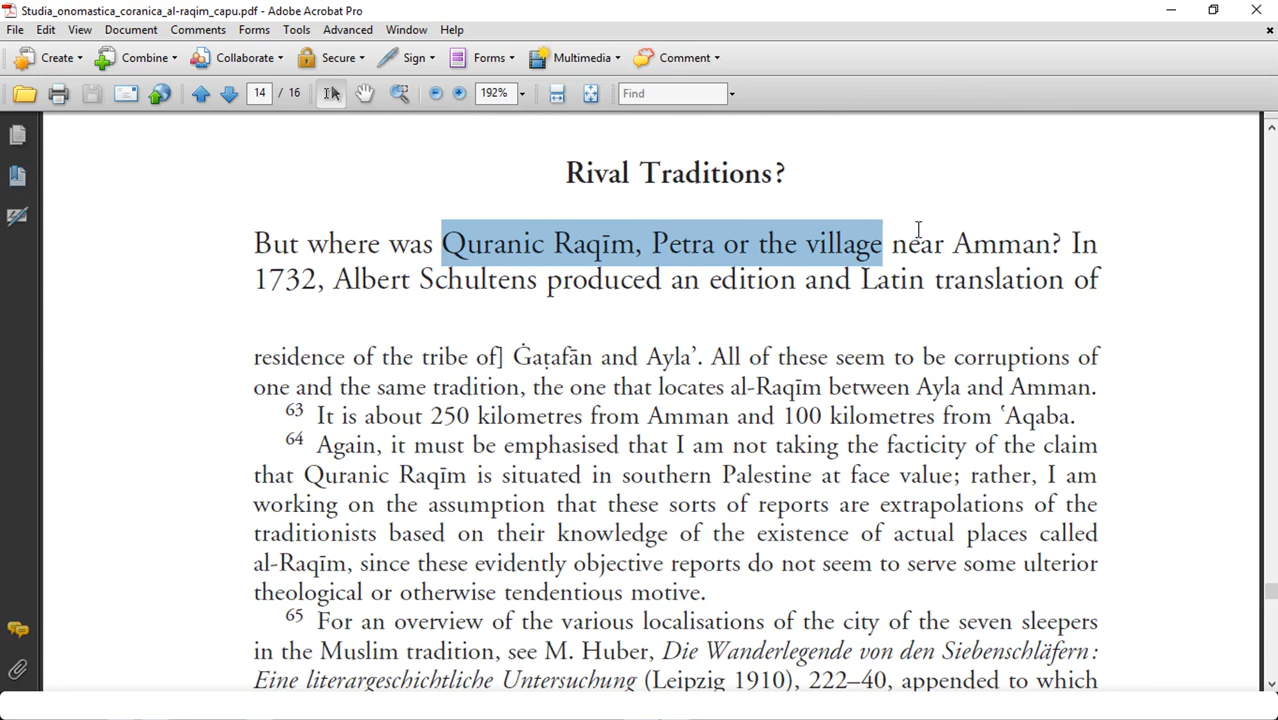 Studia_onomastica_coranica_al-raqim_capu.pdf - Adobe Acrobat Pro
File Edit View Document Comments Forms Tools Advanced Window Help
Create Combine Collaborate Secure Sign Forms Multimedia Comment
14 / 16 192% Find
Rival Traditions?
But where was Quranic Raqīm, Petra or the village near Amman? In
1732, Albert Schultens produced an edition and Latin translation of
residence of the tribe of] Ġaṭafān and Ayla’. All of these seem to be corruptions of
one and the same tradition, the one that locates al-Raqīm between Ayla and Amman.
63 It is about 250 kilometres from Amman and 100 kilometres from ʿAqaba.
64 Again, it must be emphasised that I am not taking the facticity of the claim
that Quranic Raqīm is situated in southern Palestine at face value; rather, I am
working on the assumption that these sorts of reports are extrapolations of the
traditionists based on their knowledge of the existence of actual places called
al-Raqīm, since these evidently objective reports do not seem to serve some ulterior
theological or otherwise tendentious motive.
65 For an overview of the various localisations of the city of the seven sleepers
in the Muslim tradition, see M. Huber, Die Wanderlegende von den Siebenschläfern:
Eine literargeschichtliche Untersuchung (Leipzig 1910), 222–40, appended to which